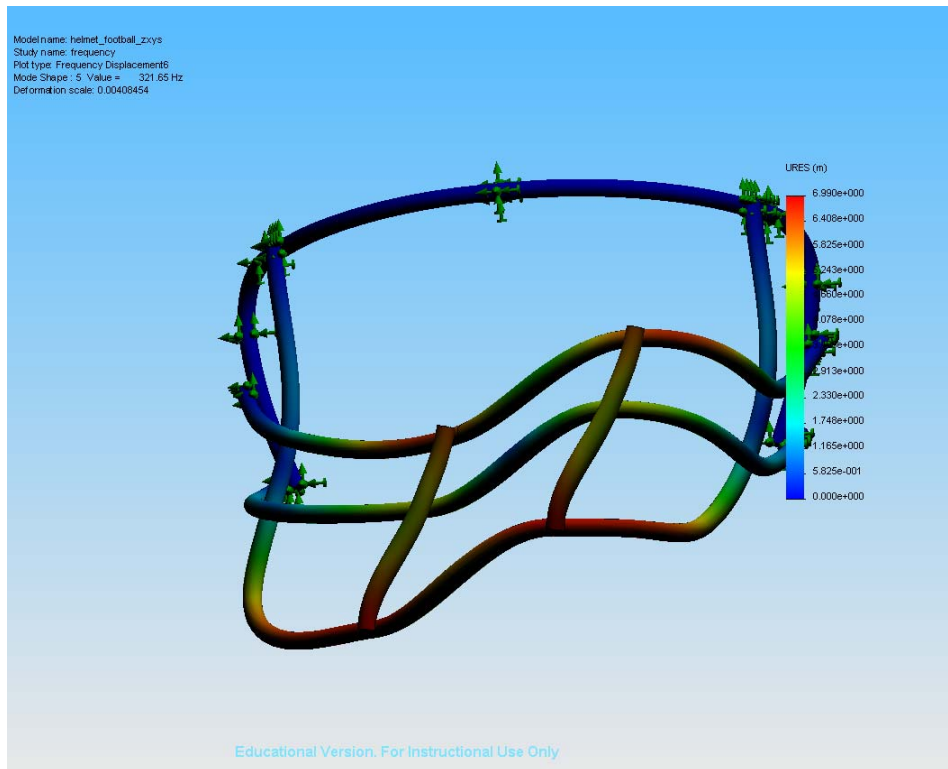 Model name: helmet_football_zxys
Study name: frequency
Plot type: Frequency Displacement6
Mode Shape : 5 Value = 321.65 Hz
Deformation scale: 0.00408454
URES (m)
6.990e+000
6.408e+000
5.825e+000
2.913e+000
2.330e+000
1.748e+000
1.165e+000
5.825e-001
0.000e+000
Educational Version. For Instructional Use Only